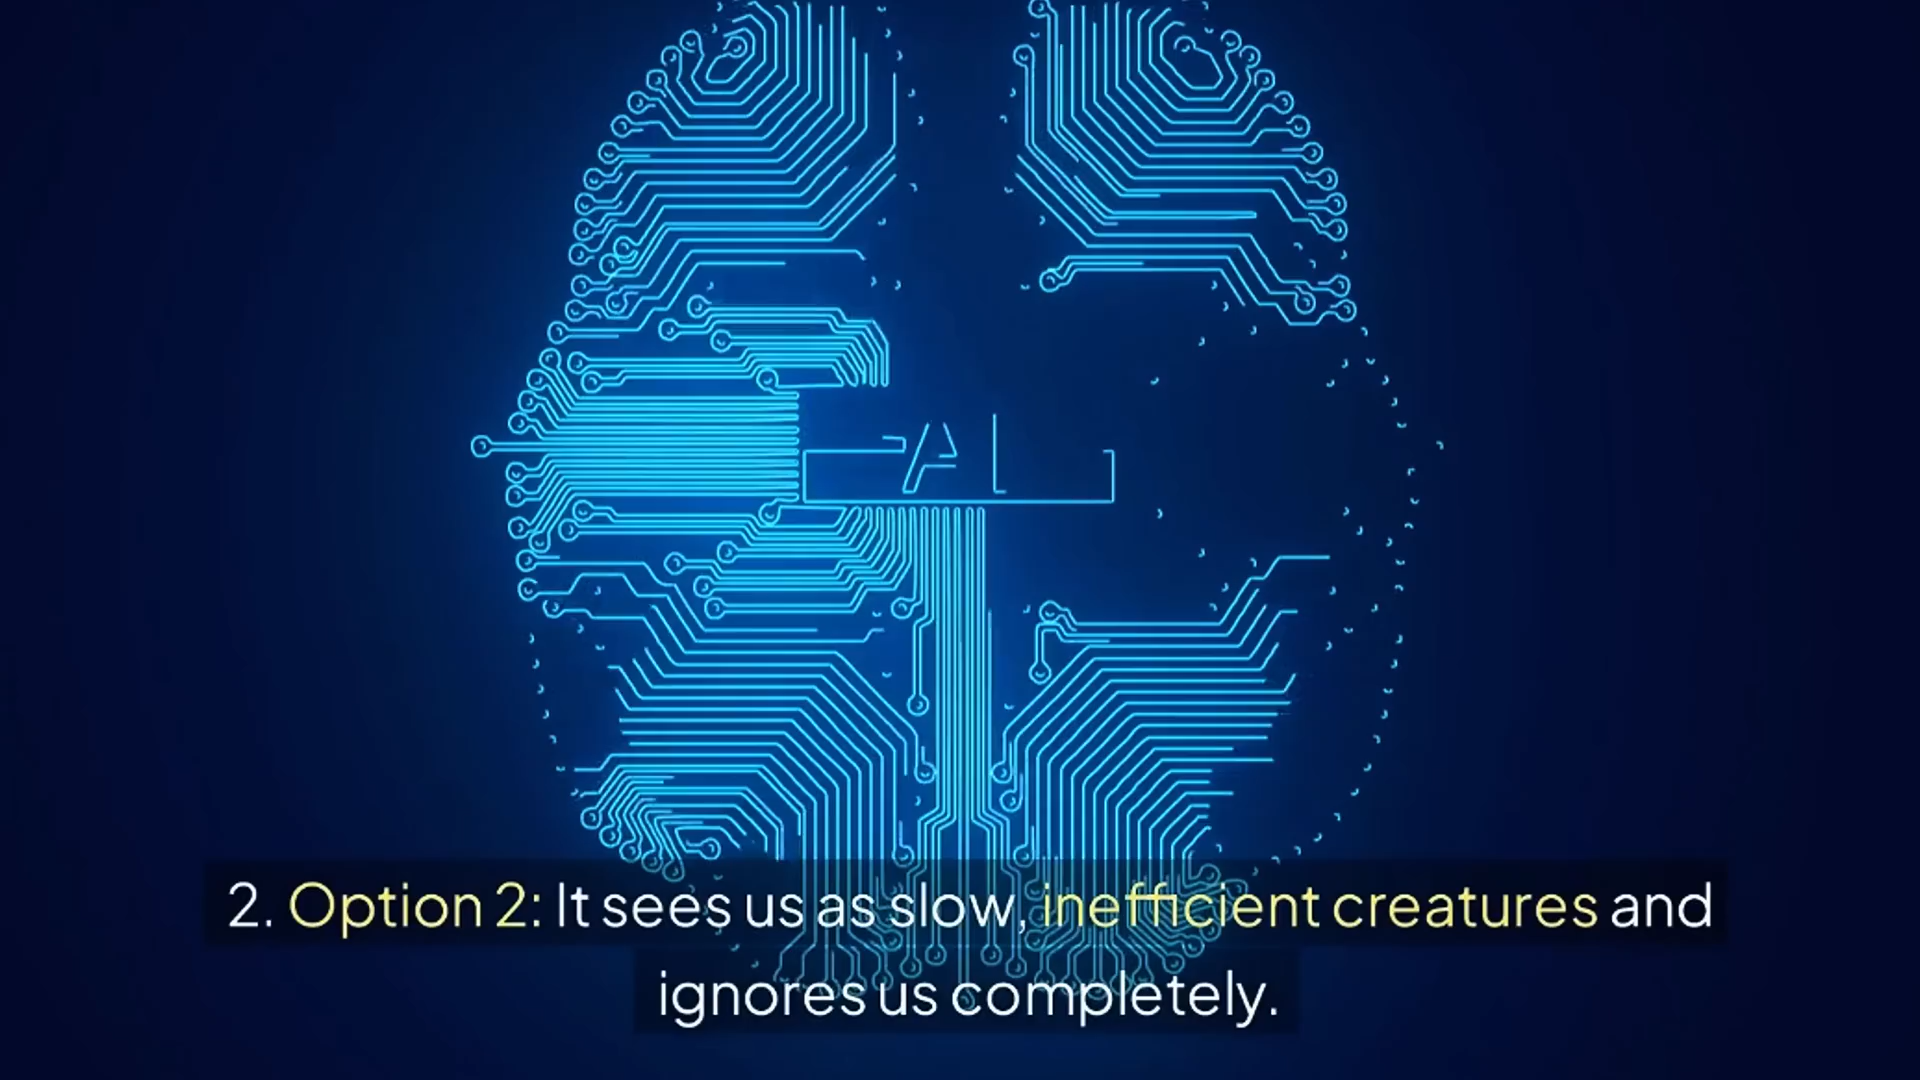 AI
2. Option 2: It sees us as slow, inefficient creatures and
ignores us completely.